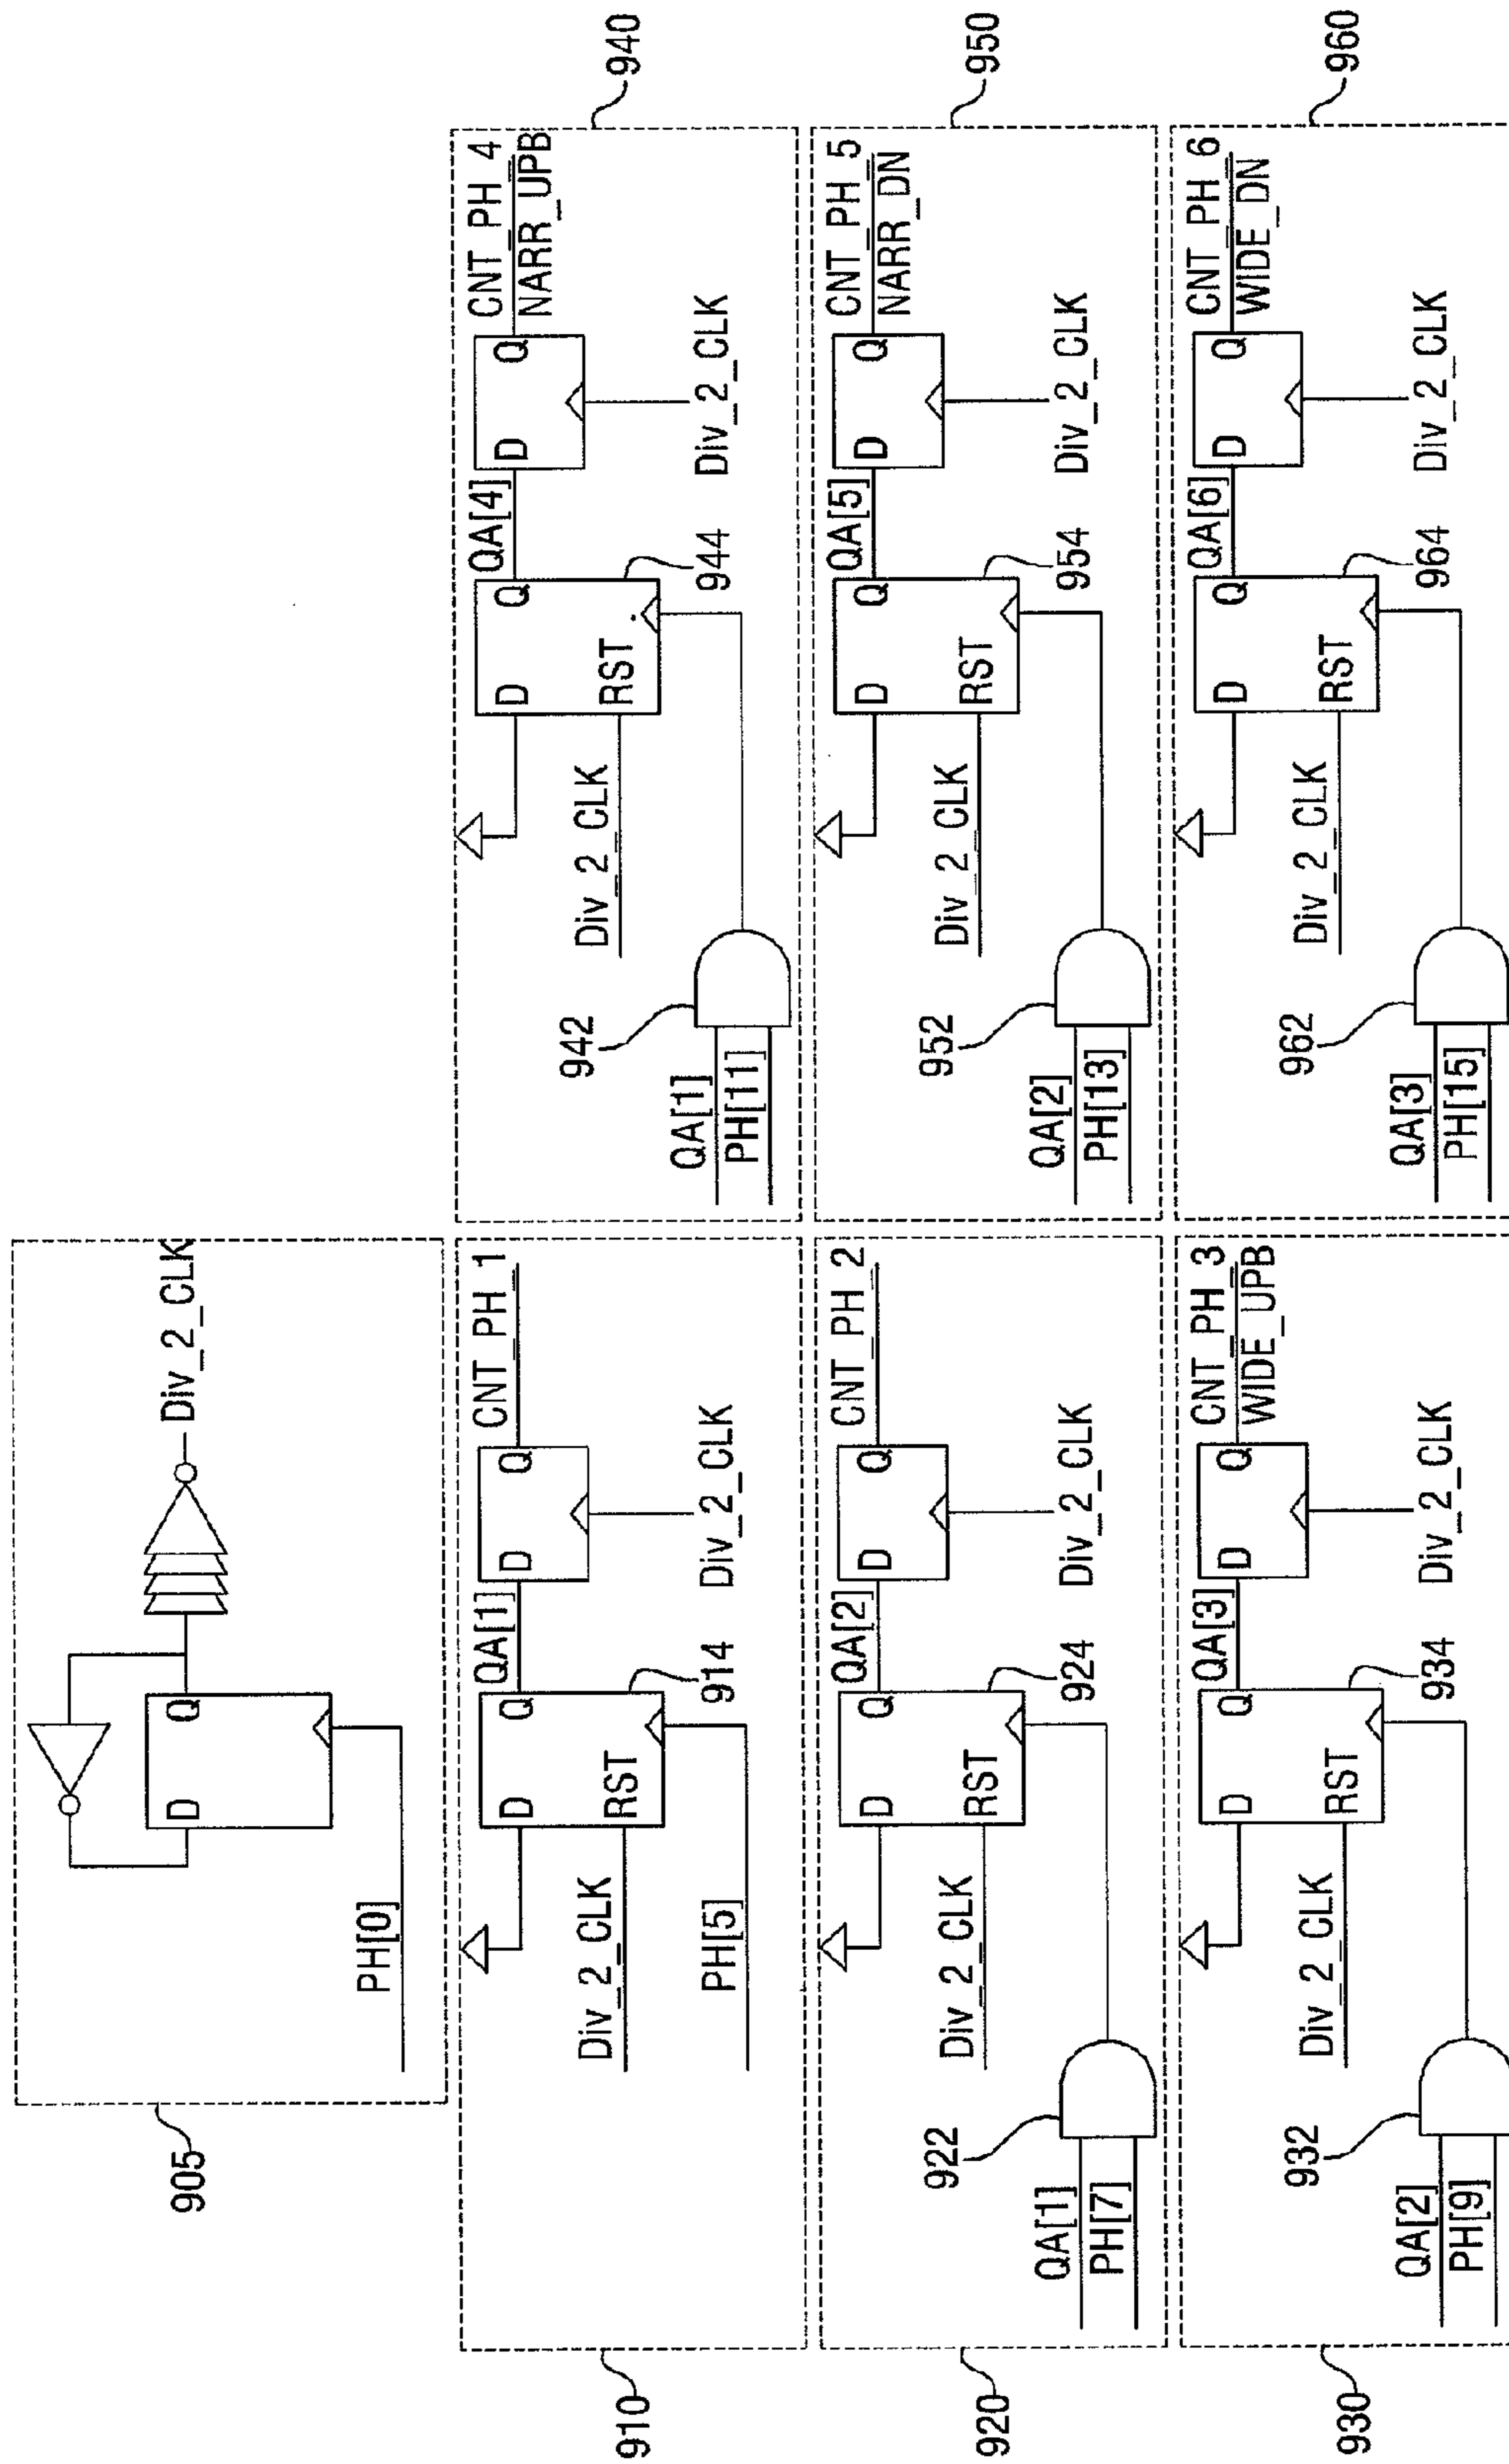 905
PH[0]
D
Q
Div_2_CLK
910
D
Q
QA[1]
D
Q
CNT_PH_1
Div_2_CLK
RST
914
Div_2_CLK
PH[5]
920
D
Q
QA[2]
D
Q
CNT_PH_2
Div_2_CLK
RST
924
Div_2_CLK
922
QA[1]
PH[7]
930
D
Q
QA[3]
D
Q
CNT_PH_3
WIDE_UPB
Div_2_CLK
RST
934
Div_2_CLK
932
QA[2]
PH[9]
940
D
Q
QA[4]
D
Q
CNT_PH_4
NARR_UPB
Div_2_CLK
RST
944
Div_2_CLK
942
QA[1]
PH[11]
950
D
Q
QA[5]
D
Q
CNT_PH_5
NARR_DN
Div_2_CLK
RST
954
Div_2_CLK
952
QA[2]
PH[13]
960
D
Q
QA[6]
D
Q
CNT_PH_6
WIDE_DN
Div_2_CLK
RST
964
Div_2_CLK
962
QA[3]
PH[15]